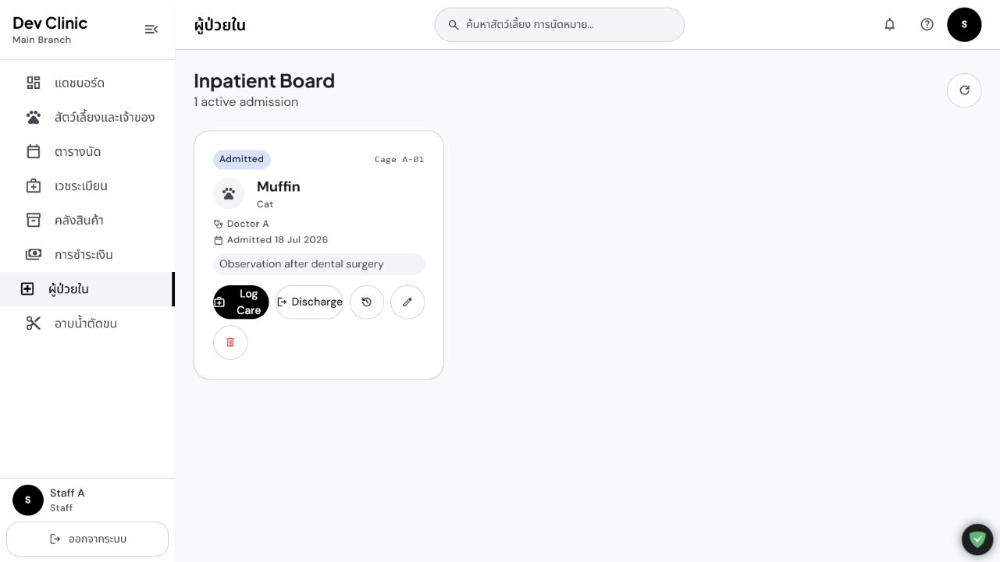 Dev Clinic
Main Branch
ผู้ป่วยใน
ค้นหาสัตว์เลี้ยง การนัดหมาย...
S
แดชบอร์ด
สัตว์เลี้ยงและเจ้าของ
ตารางนัด
เวชระเบียน
คลังสินค้า
การชำระเงิน
ผู้ป่วยใน
อาบน้ำตัดขน
Staff A
S
Staff
ออกจากระบบ
Inpatient Board
1 active admission
Admitted
Cage A-01
Muffin
Cat
Doctor A
Admitted 18 Jul 2026
Observation after dental surgery
Log
Care
Discharge